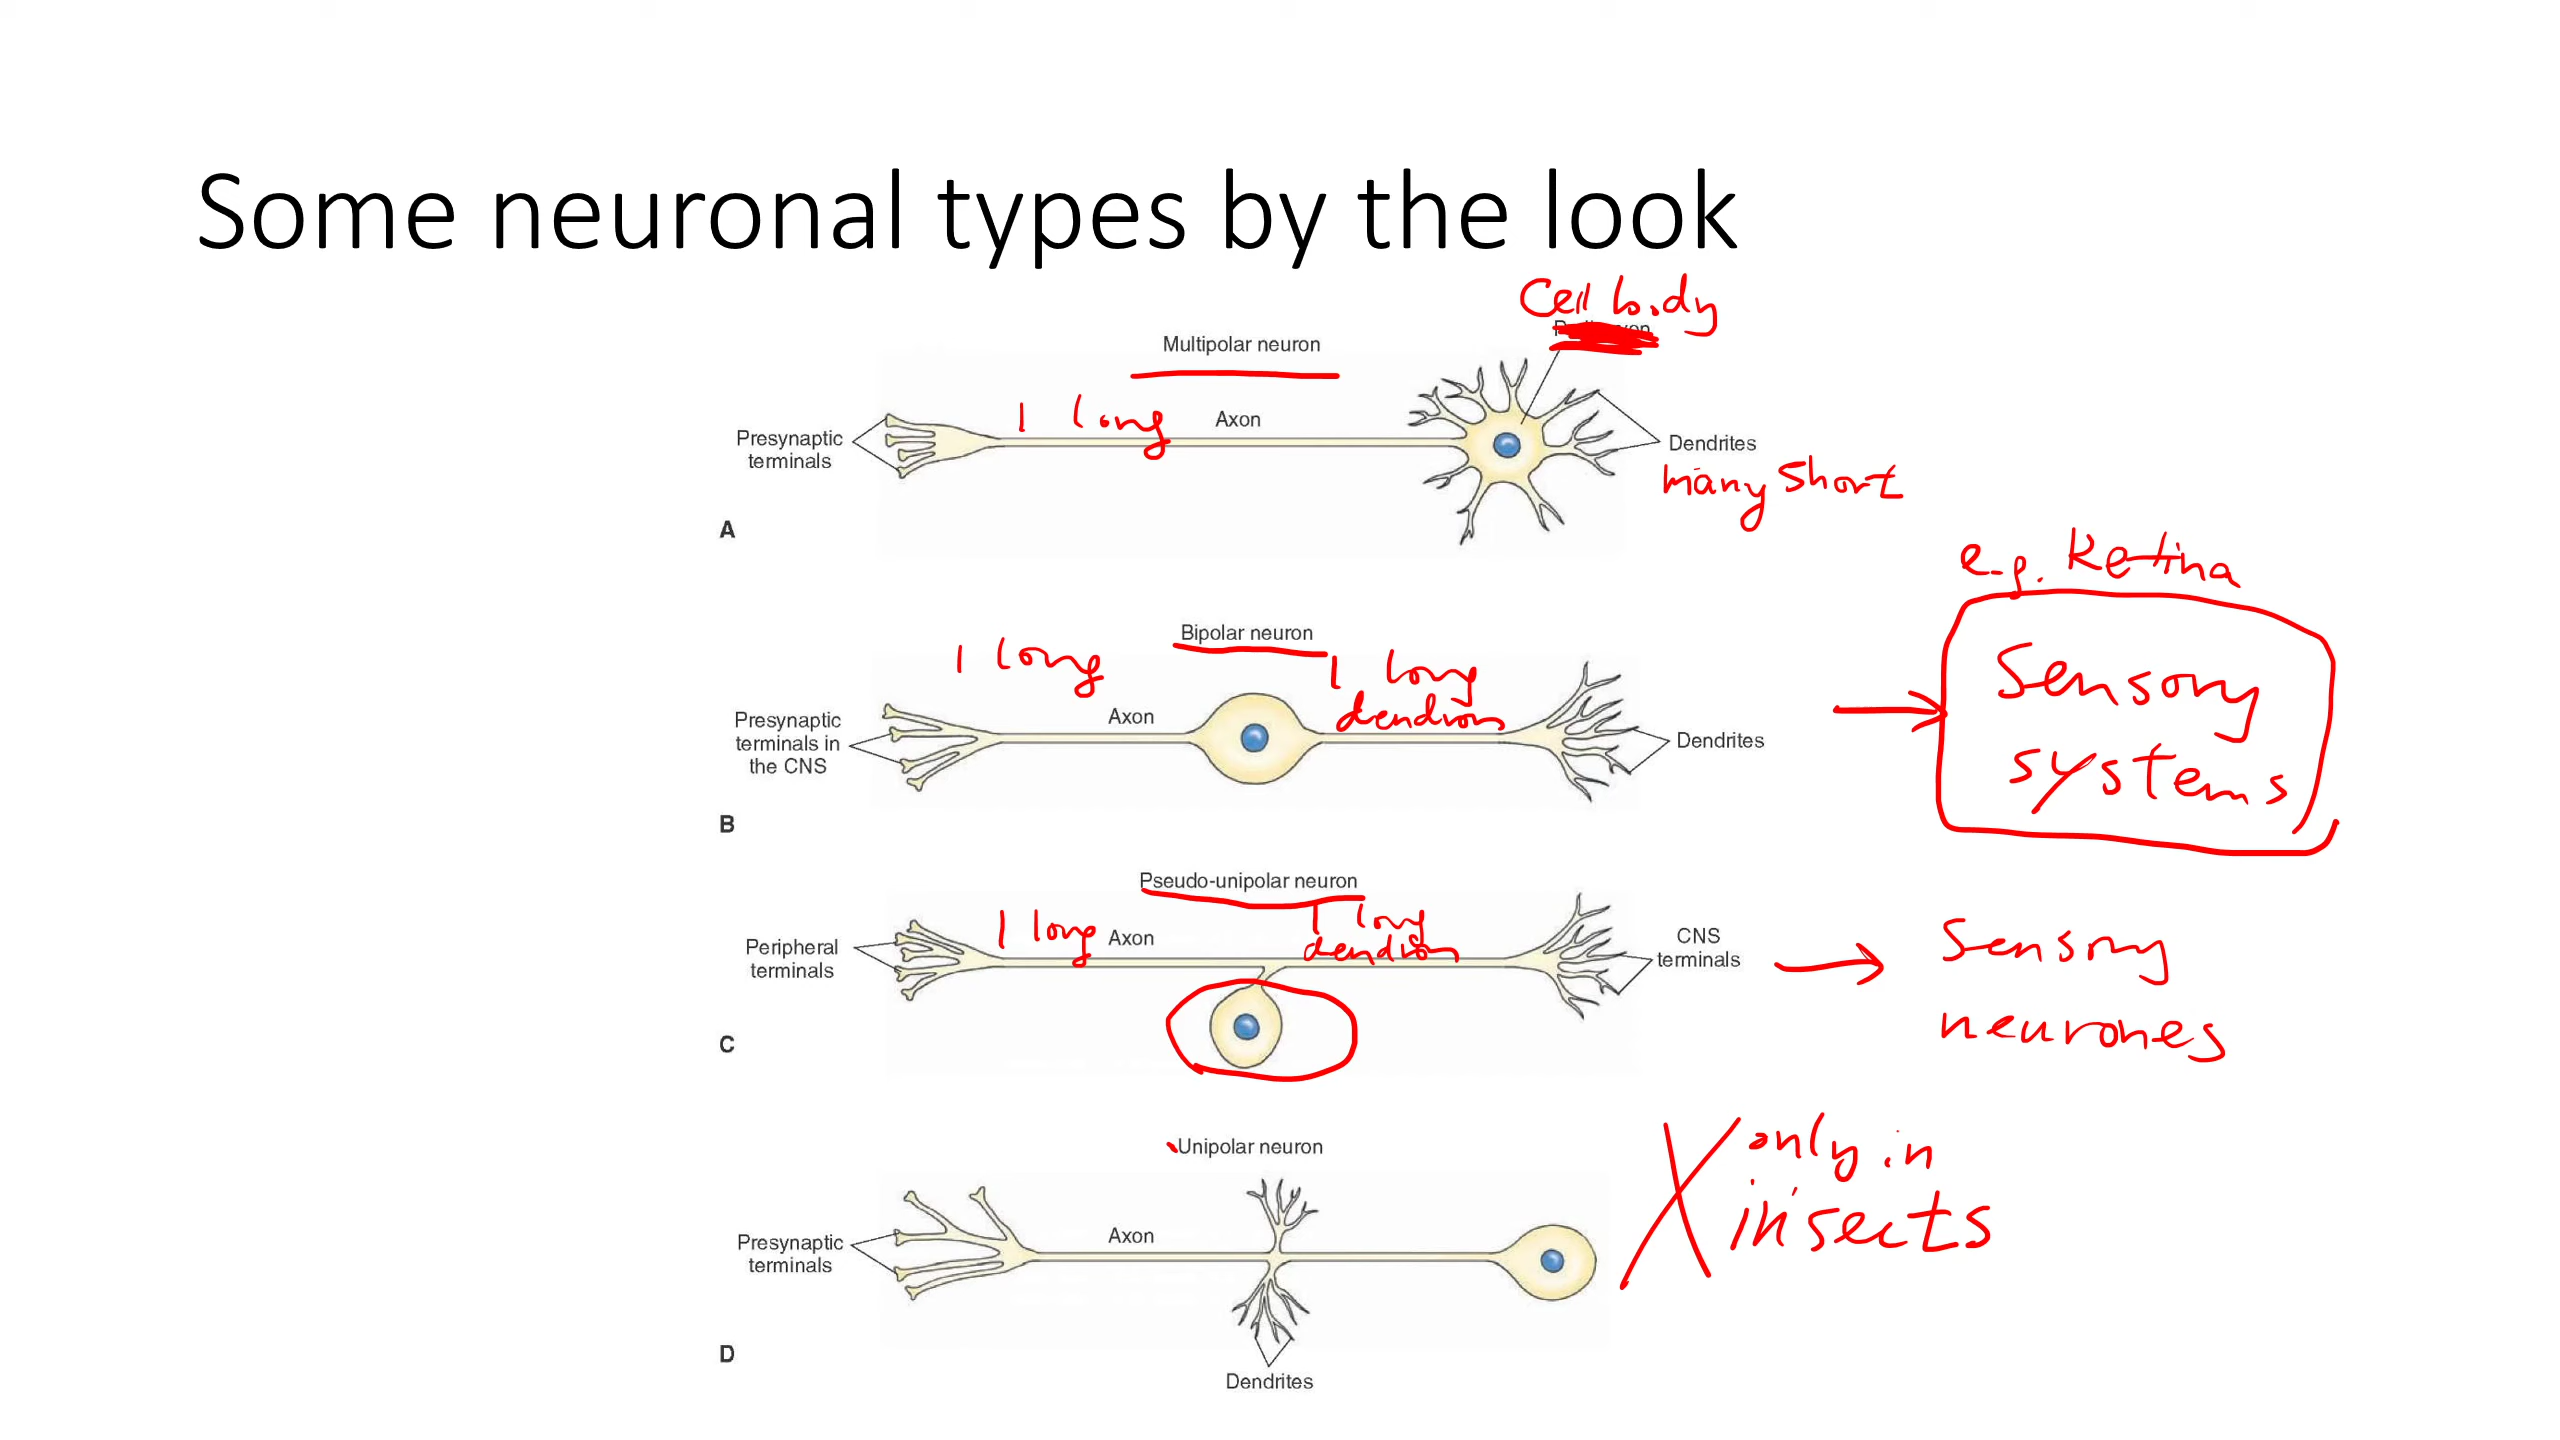 Some neuronal types by the look
Cell body
Multipolar neuron
1 long
Axon
Presynaptic
terminals
Dendrites
many short
A
e.g. Retina
Bipolar neuron
1 long
1 long
dendron
Axon
Presynaptic
terminals in
the CNS
Dendrites
Sensory
systems
B
Pseudo-unipolar neuron
1 long
Axon
1 long
dendron
Peripheral
terminals
CNS
terminals
Sensory
neurones
C
Unipolar neuron
only in
insects
Axon
Presynaptic
terminals
D
Dendrites